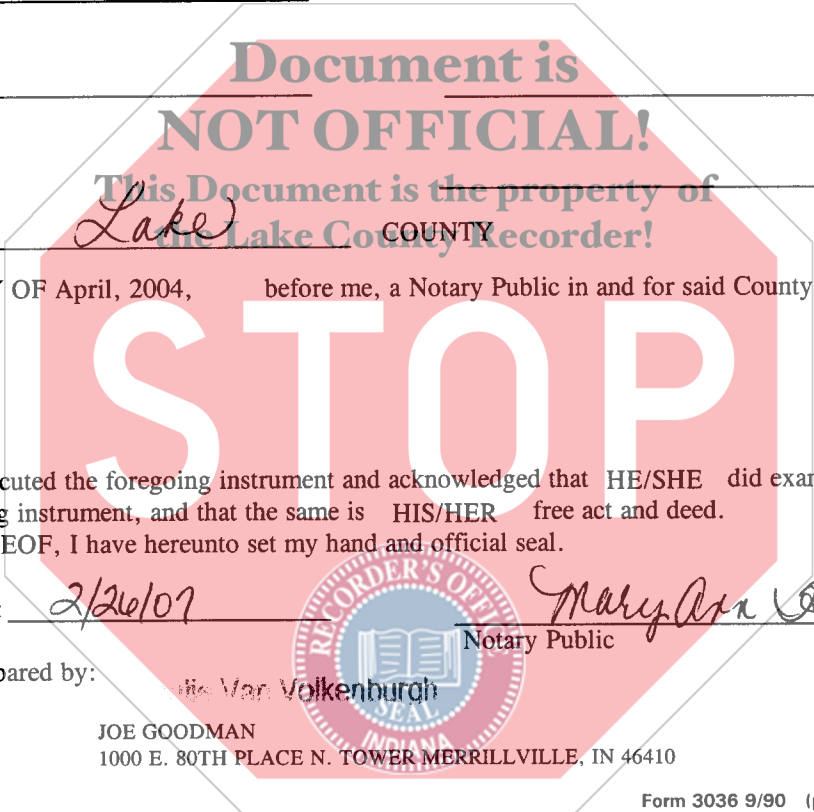 Document is
NOT OFFICIAL!
This Document is the property of
the Lake County Recorder!
Lake COUNTY
OF April, 2004, before me, a Notary Public in and for said County
STOP
cuted the foregoing instrument and acknowledged that HE/SHE did exam
g instrument, and that the same is HIS/HER free act and deed.
EOF, I have hereunto set my hand and official seal.
RECORDER'S OFFICE
2/26/07 Mary Ann
Notary Public
pared by:
Van Volkenburgh
SEAL
INDIANA
JOE GOODMAN
1000 E. 80TH PLACE N. TOWER MERRILLVILLE, IN 46410
Form 3036 9/90